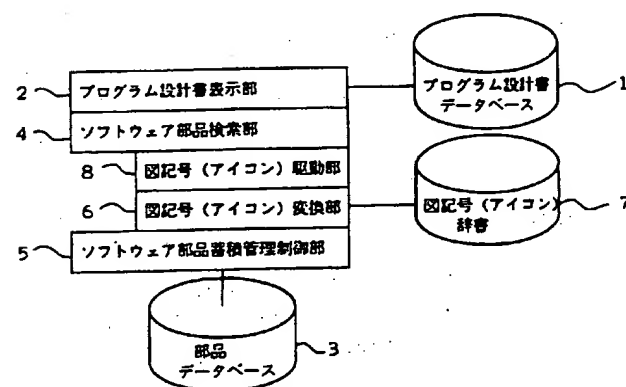 2 プログラム設計書表示部
プログラム設計書 1
データベース
4 ソフトウェア部品検索部
8 図記号（アイコン）駆動部
6 図記号（アイコン）変換部
図記号（アイコン） 7
辞書
5 ソフトウェア部品蓄積管理制御部
部品 3
データベース